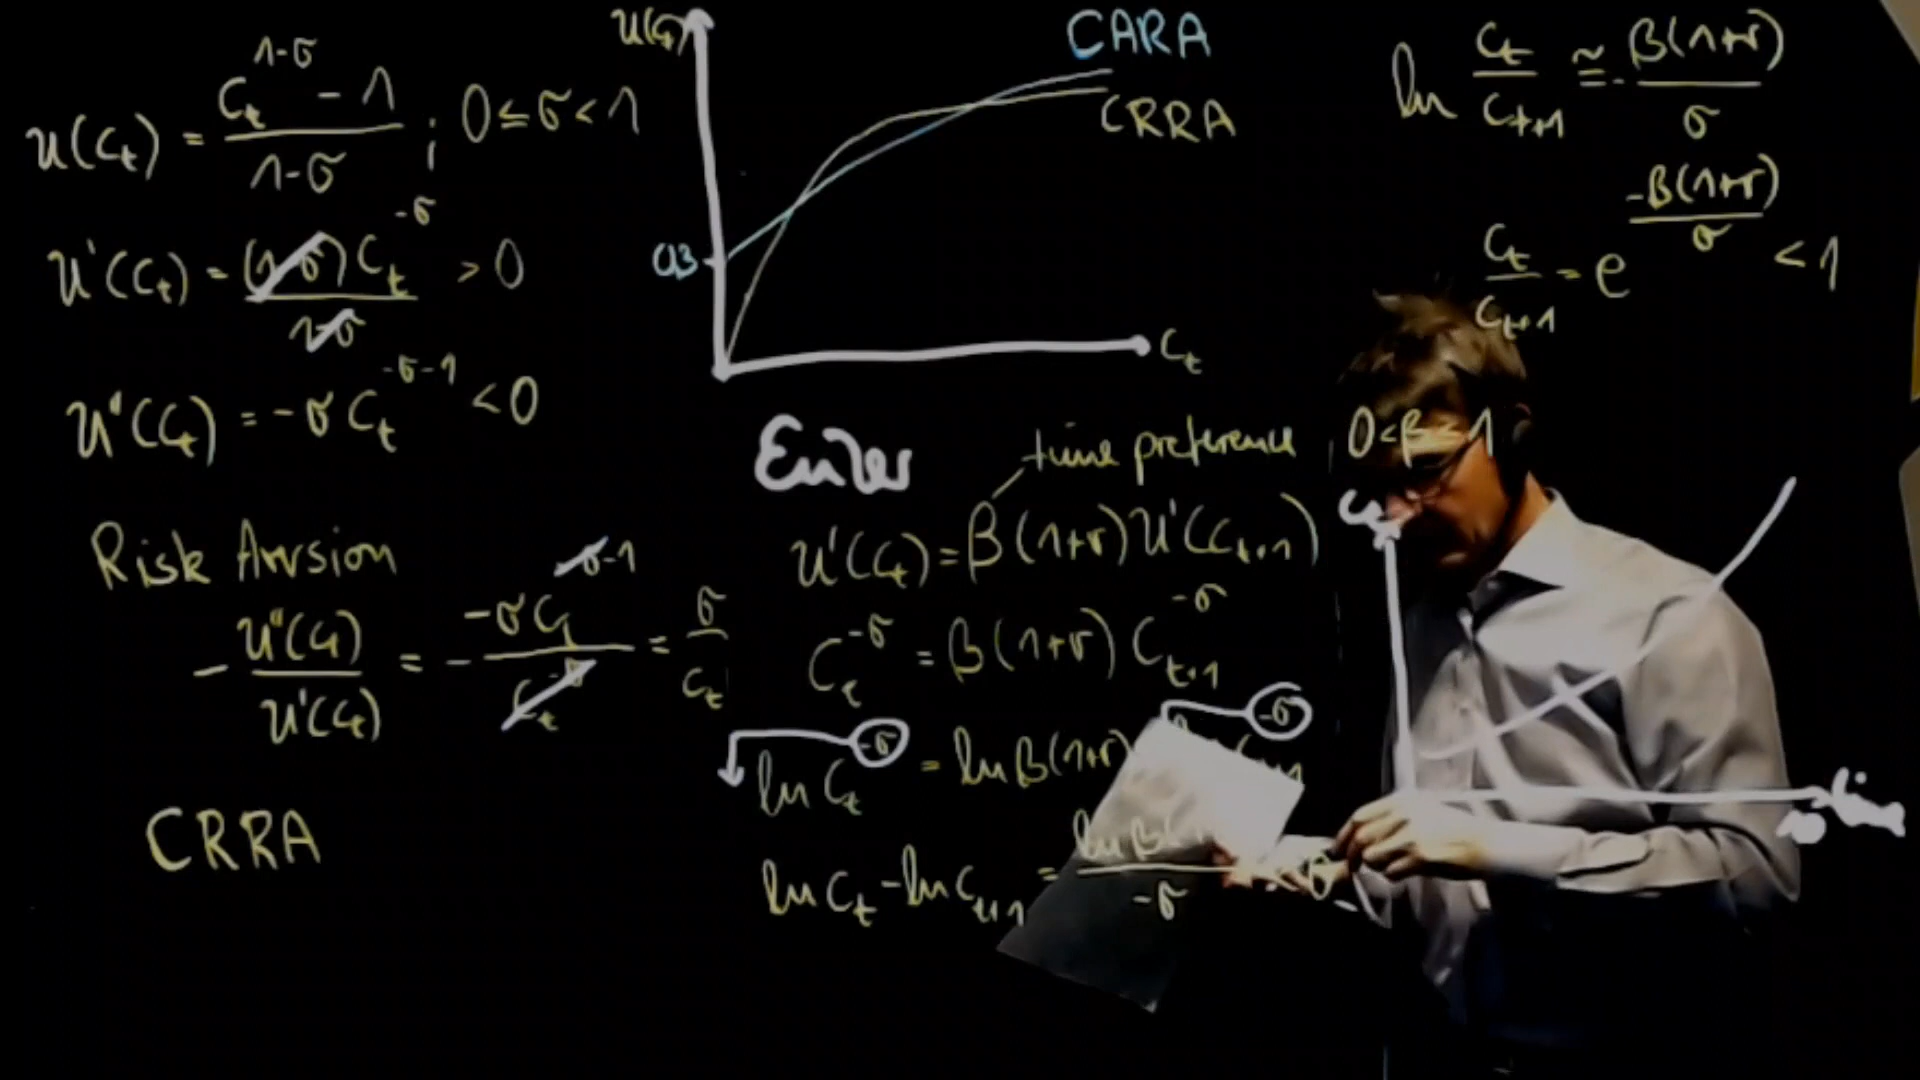 u(C_t) = (C_t^{1-σ} - 1)/(1-σ) ; 0 ≤ σ < 1
u'(C_t) = (1-σ) C_t^{-σ}/(1-σ) > 0
u''(C_t) = -σ C_t^{-σ-1} < 0
Risk Aversion
- u''(C_t)/u'(C_t) = - (-σ C_t^{-σ-1})/(C_t^{-σ}) = σ/C_t
CRRA
u(C_t)
CARA
CRRA
C_t
Euler
time preference
0 < β < 1
u'(C_t) = β(1+r) u'(C_{t+1})
C_t^{-σ} = β(1+r) C_{t+1}^{-σ}
ln C_t^{-σ} = ln β(1+r)
-σ
ln C_t - ln C_{t+1} = ln β( / -σ
ln C_t/C_{t+1} ≅ - β(1+r)/σ
C_t/C_{t+1} = e^{-β(1+r)/σ} < 1
C_t
time